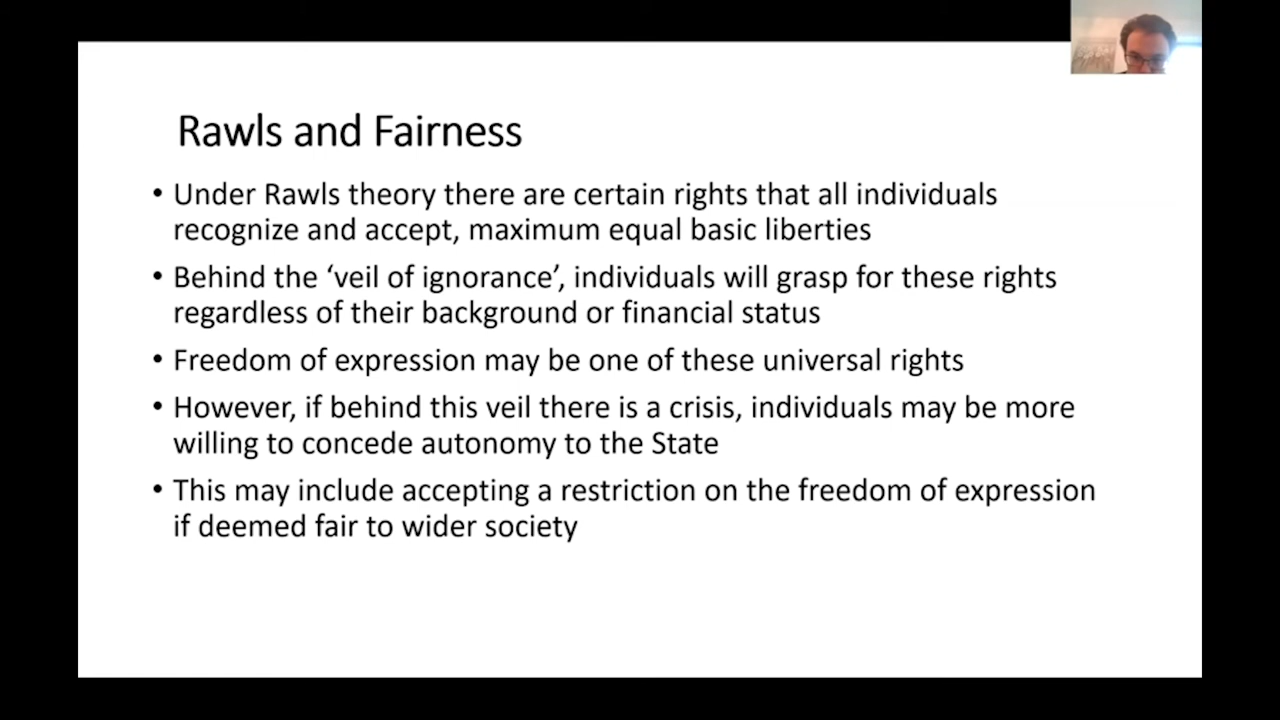 Rawls and Fairness
• Under Rawls theory there are certain rights that all individuals
recognize and accept, maximum equal basic liberties
• Behind the ‘veil of ignorance’, individuals will grasp for these rights
regardless of their background or financial status
• Freedom of expression may be one of these universal rights
• However, if behind this veil there is a crisis, individuals may be more
willing to concede autonomy to the State
• This may include accepting a restriction on the freedom of expression
if deemed fair to wider society